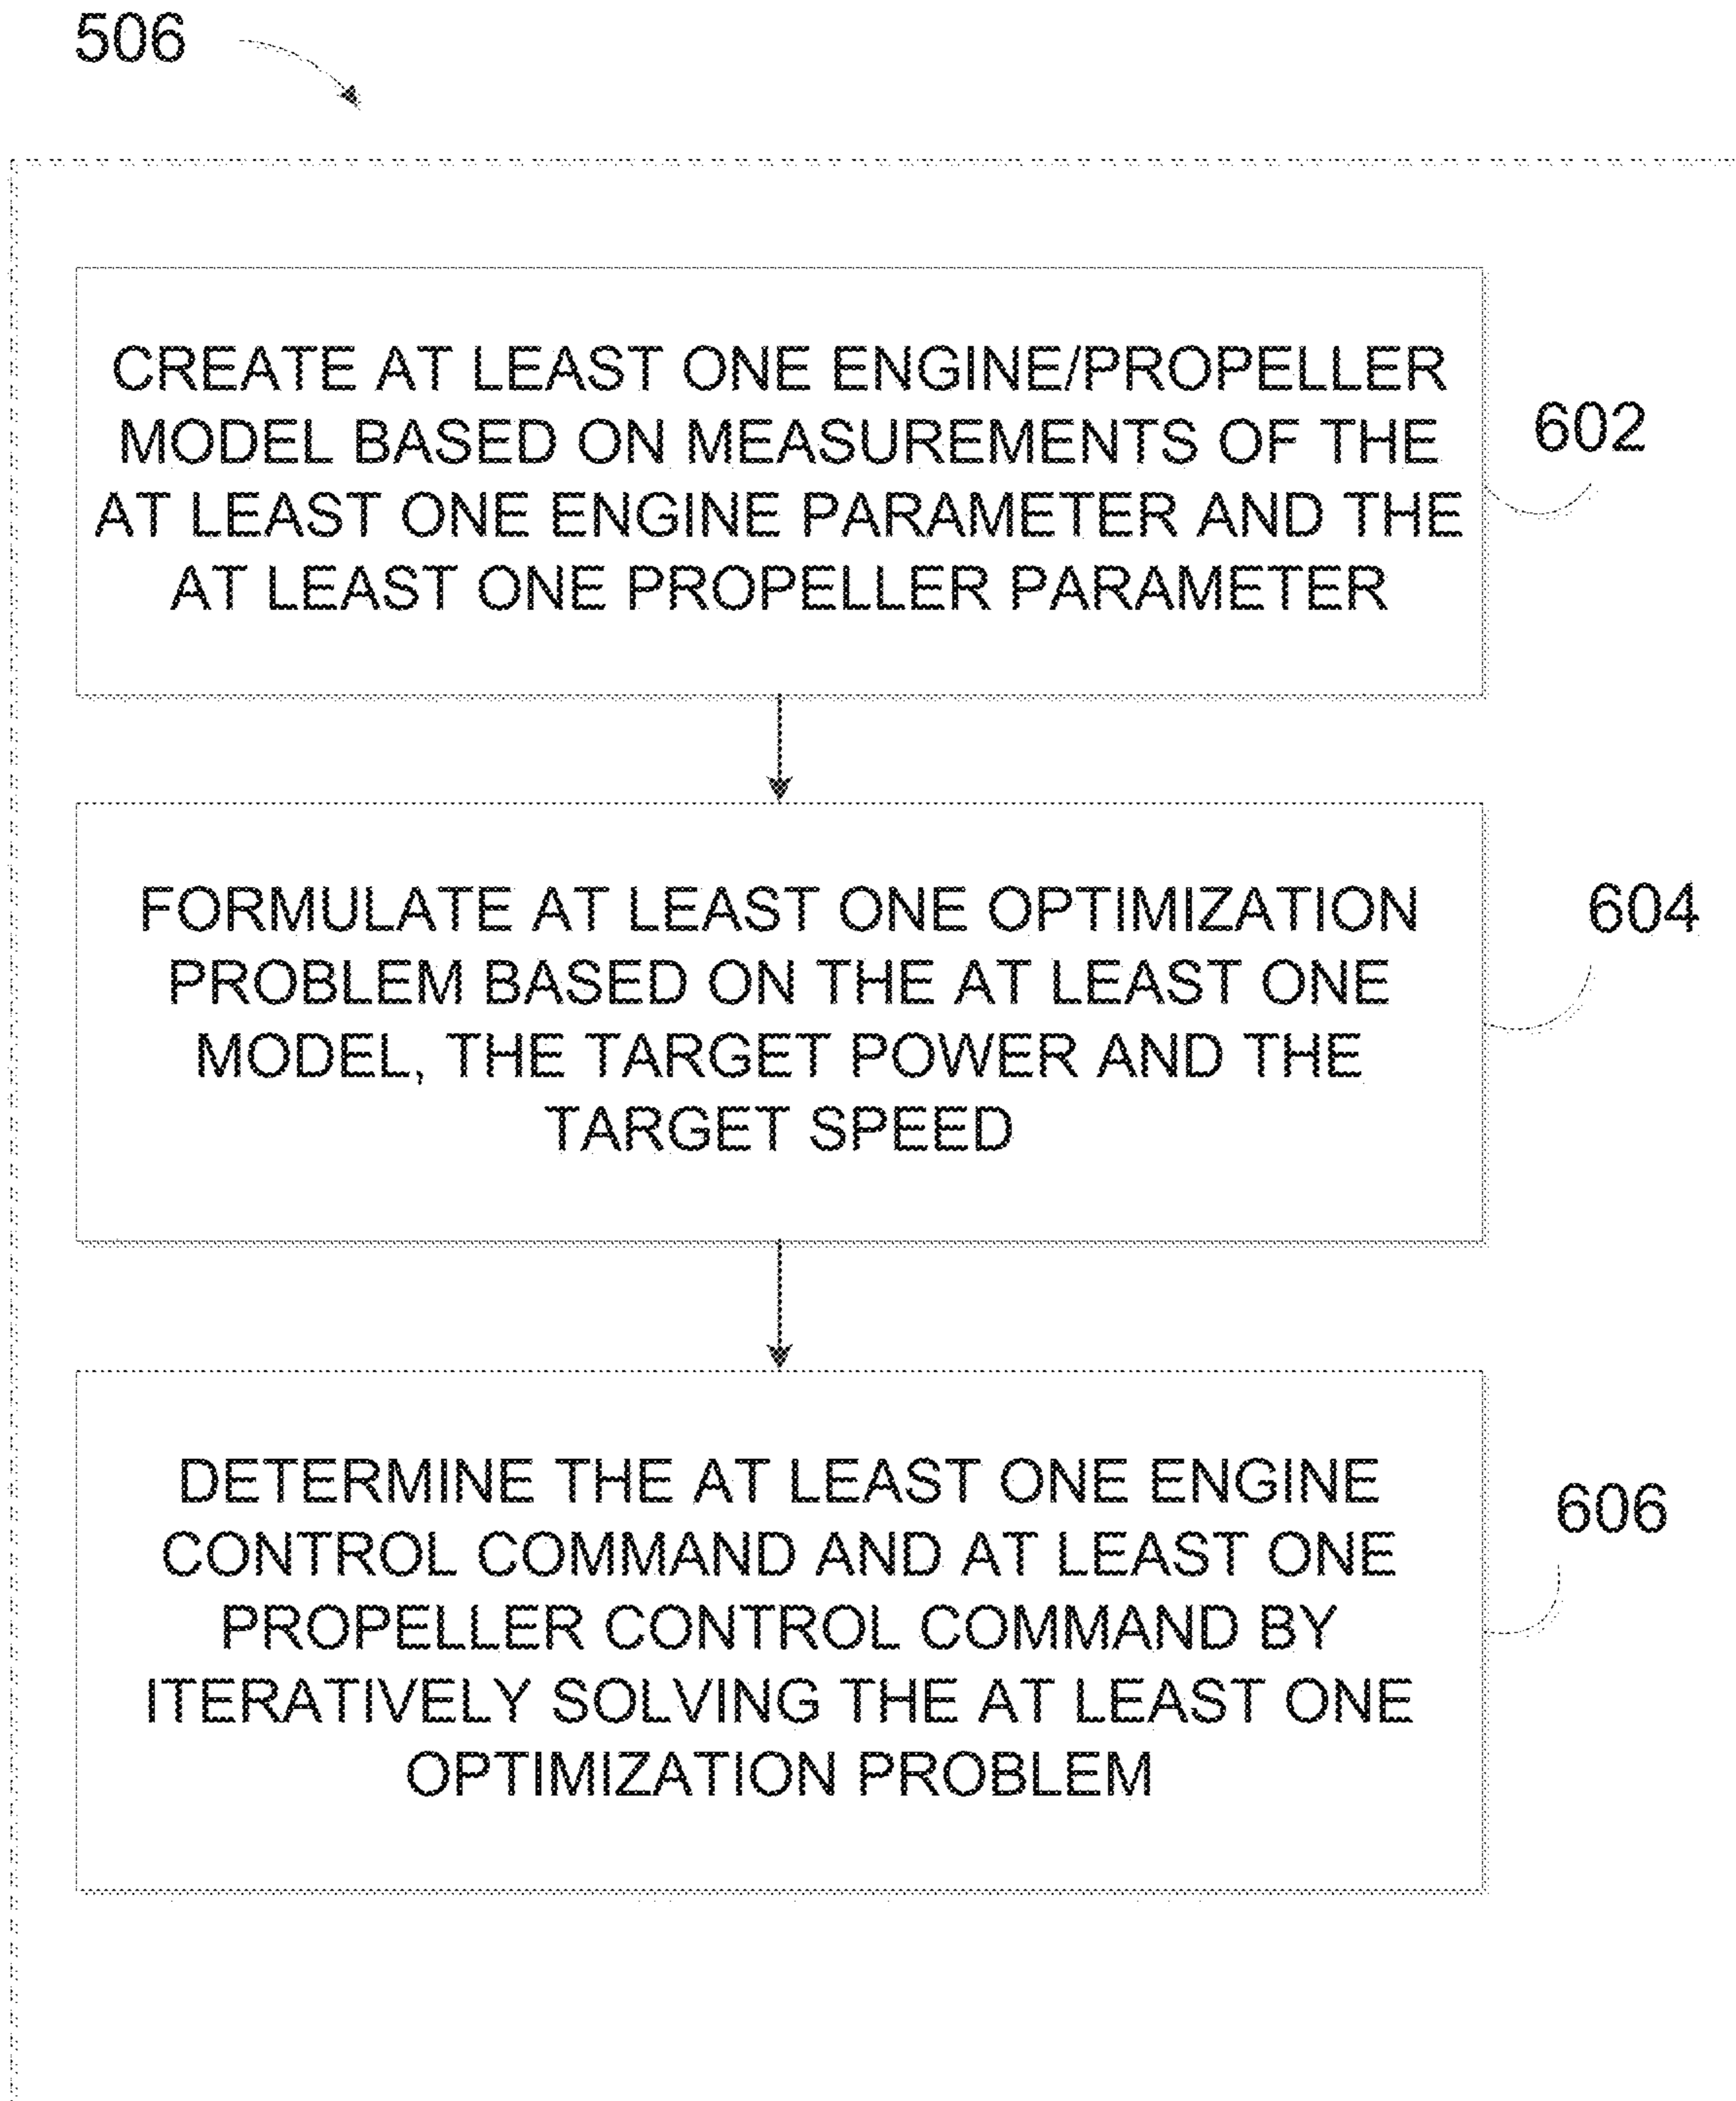 506
CREATE AT LEAST ONE ENGINE/PROPELLER
MODEL BASED ON MEASUREMENTS OF THE
AT LEAST ONE ENGINE PARAMETER AND THE
AT LEAST ONE PROPELLER PARAMETER
602
FORMULATE AT LEAST ONE OPTIMIZATION
PROBLEM BASED ON THE AT LEAST ONE
MODEL, THE TARGET POWER AND THE
TARGET SPEED
604
DETERMINE THE AT LEAST ONE ENGINE
CONTROL COMMAND AND AT LEAST ONE
PROPELLER CONTROL COMMAND BY
ITERATIVELY SOLVING THE AT LEAST ONE
OPTIMIZATION PROBLEM
606